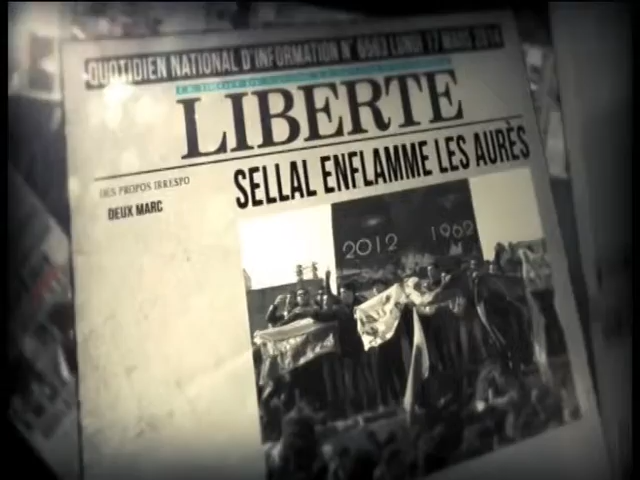 QUOTIDIEN NATIONAL D'INFORMATION N° 6563 LUNDI 17 MARS 2014
LIBERTE
SELLAL ENFLAMME LES AURÈS
DES PROPOS IRRESPO
DEUX MARC
2012 1962